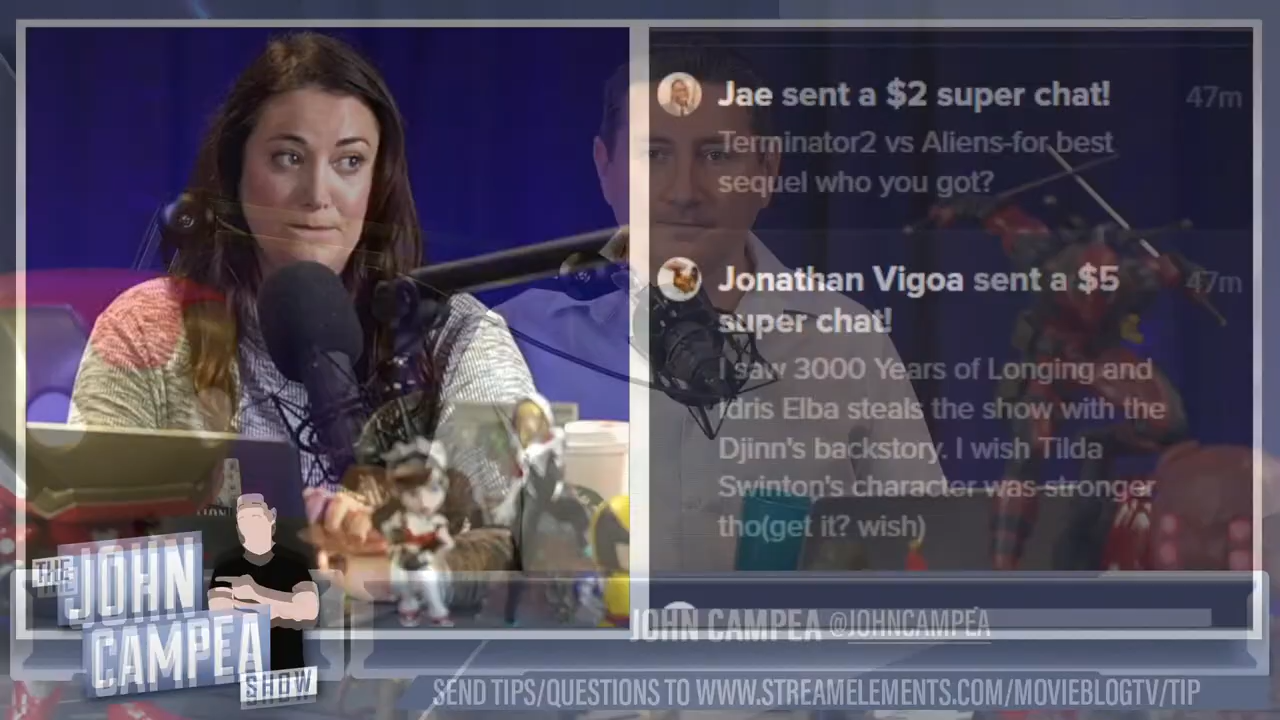 Jae sent a $2 super chat!
47m
Terminator2 vs Aliens-for best
sequel who you got?
Jonathan Vigoa sent a $5
47m
super chat!
I saw 3000 Years of Longing and
Idris Elba steals the show with the
Djinn's backstory. I wish Tilda
Swinton's character was stronger
tho(get it? wish)
THE
JOHN
CAMPEA
SHOW
JOHN CAMPEA @JOHNCAMPEA
SEND TIPS/QUESTIONS TO WWW.STREAMELEMENTS.COM/MOVIEBLOGTV/TIP